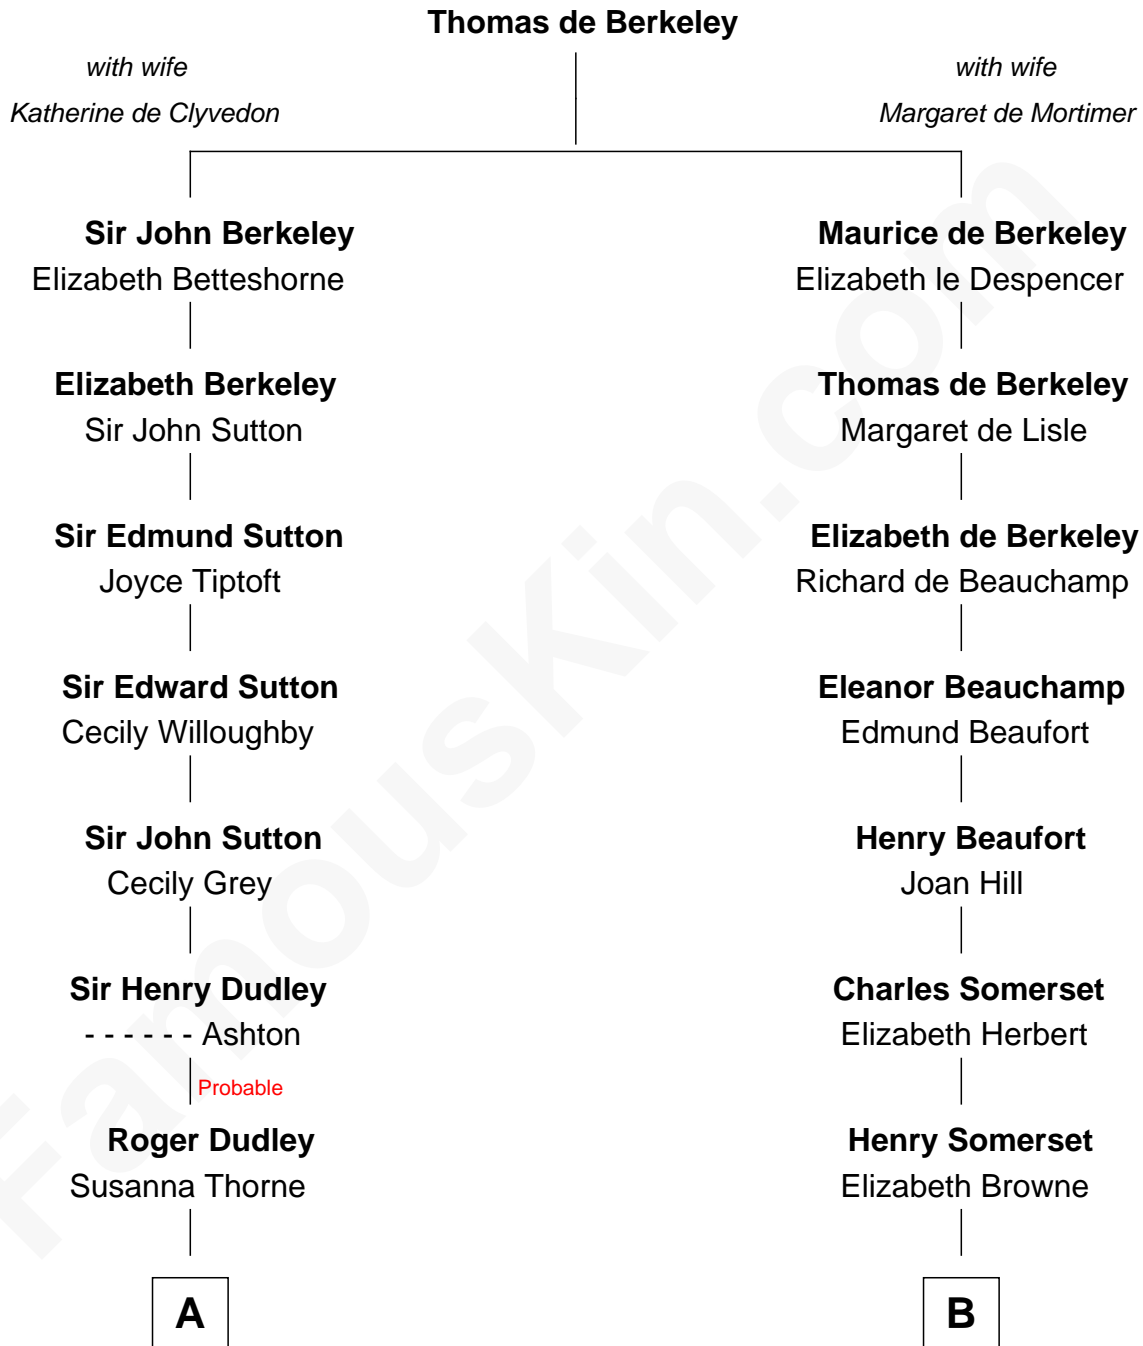 Thomas de Berkeley
with wife
Katherine de Clyvedon
with wife
Margaret de Mortimer
Sir John Berkeley
Elizabeth Betteshorne
Maurice de Berkeley
Elizabeth le Despencer
Elizabeth Berkeley
Sir John Sutton
Thomas de Berkeley
Margaret de Lisle
Sir Edmund Sutton
Joyce Tiptoft
Elizabeth de Berkeley
Richard de Beauchamp
Sir Edward Sutton
Cecily Willoughby
Eleanor Beauchamp
Edmund Beaufort
Sir John Sutton
Cecily Grey
Henry Beaufort
Joan Hill
Sir Henry Dudley
- - - - - - Ashton
Charles Somerset
Elizabeth Herbert
Probable
Roger Dudley
Susanna Thorne
Henry Somerset
Elizabeth Browne
A
B
FamousKin.com